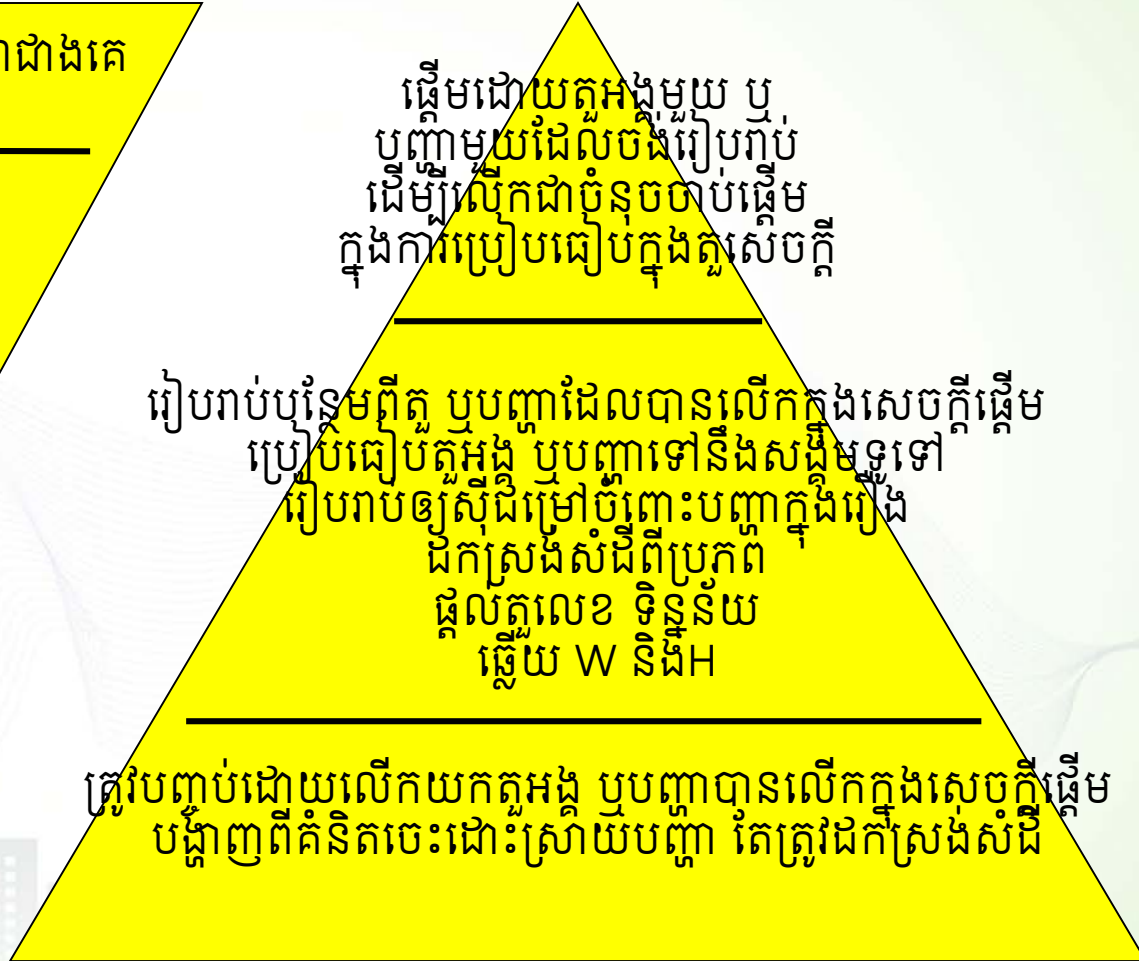 ជាងគេ
ផ្តើមដោយតួអង្គមួយ ឬ
បញ្ហាមួយដែលចង់រៀបរាប់
ដើម្បីលើកជាចំនុចចាប់ផ្តើម
ក្នុងការប្រៀបធៀបក្នុងតួសេចក្តី
រៀបរាប់បន្ថែមពីតួ ឬបញ្ហាដែលបានលើកក្នុងសេចក្តីផ្តើម
ប្រៀបធៀបតួអង្គ ឬបញ្ហាទៅនឹងសង្គមទូទៅ
រៀបរាប់ឲ្យស៊ីជម្រៅចំពោះបញ្ហាក្នុងរឿង
ដកស្រង់សំដីពីប្រភព
ផ្តល់តួលេខ ទិន្នន័យ
ឆ្លើយ W និងH
ត្រូវបញ្ចប់ដោយលើកយកតួអង្គ ឬបញ្ហាបានលើកក្នុងសេចក្តីផ្តើម
បង្ហាញពីគំនិតចេះដោះស្រាយបញ្ហា តែត្រូវដកស្រង់សំដី